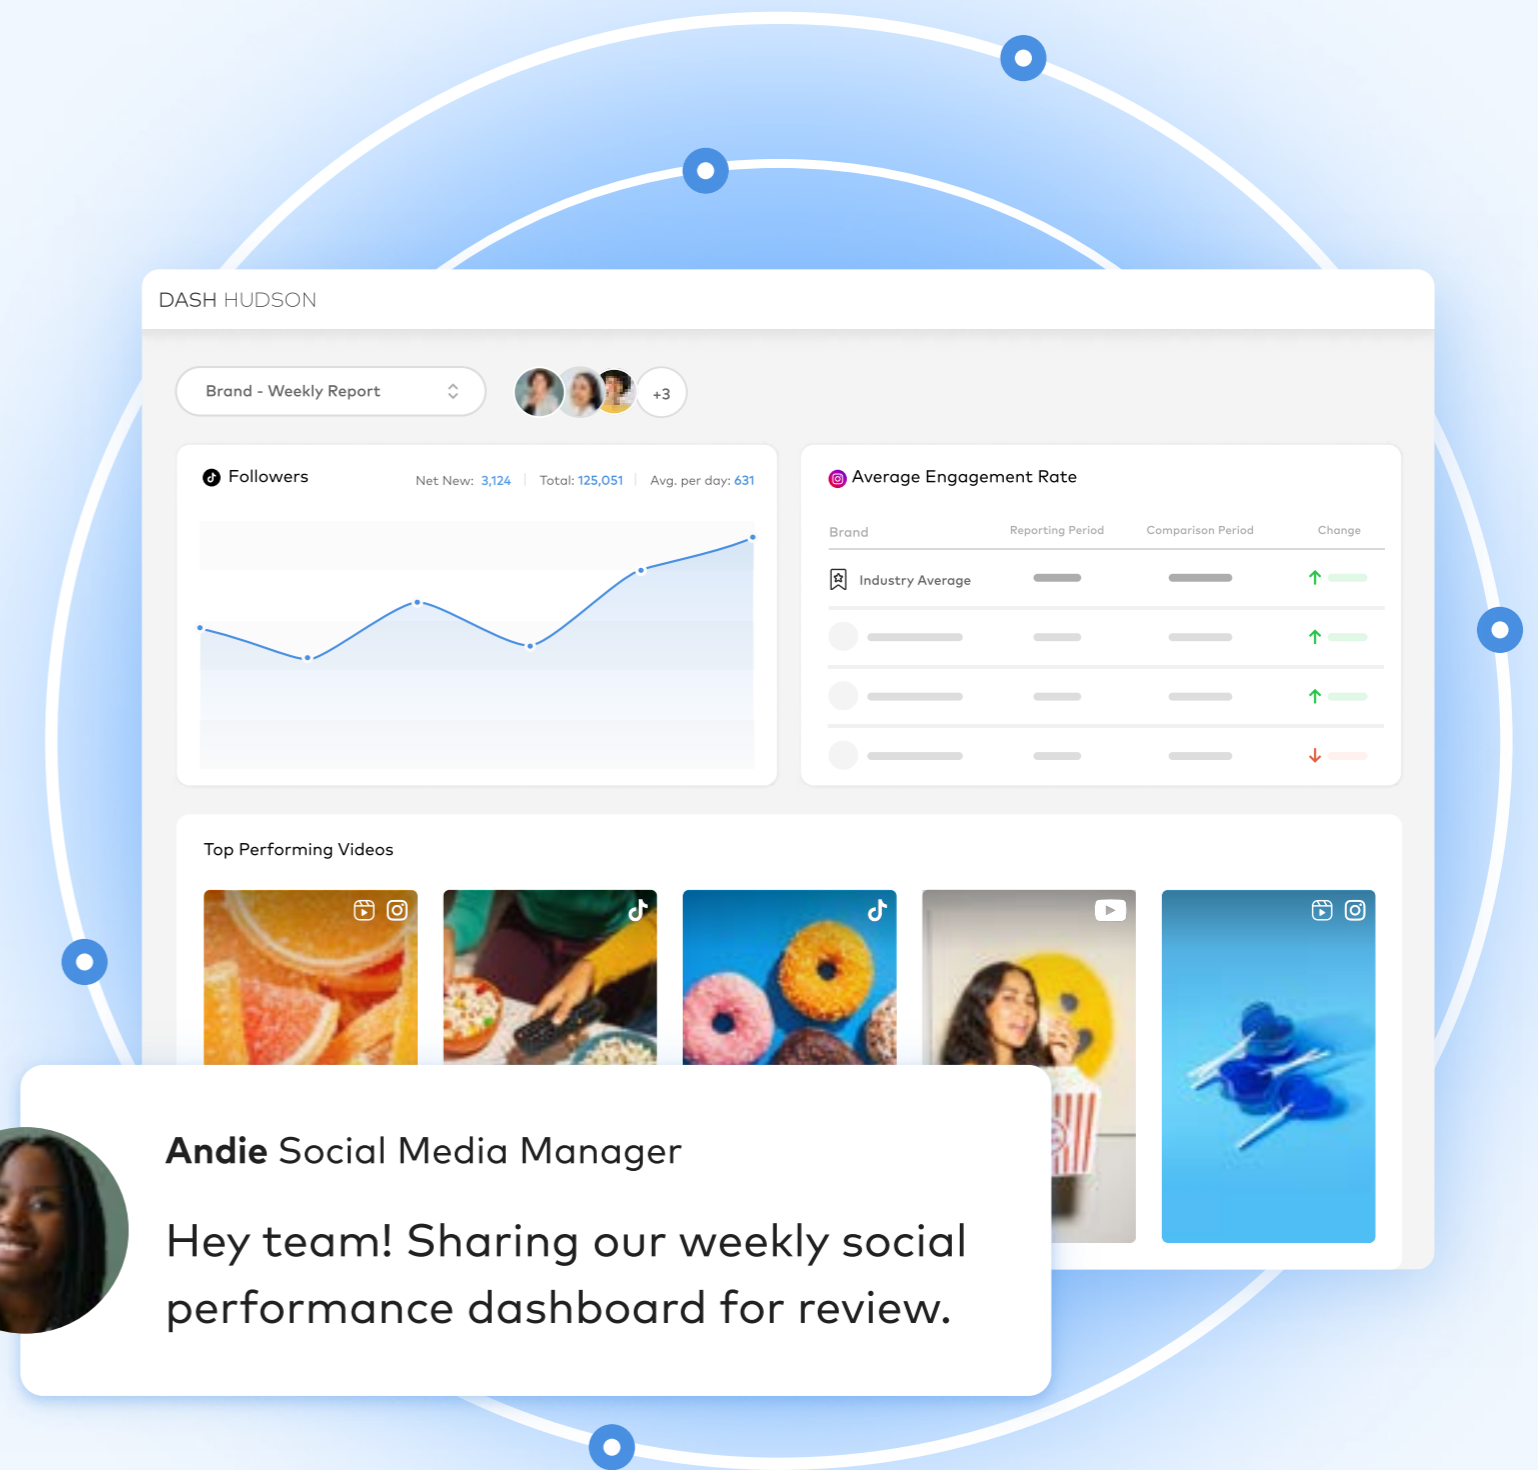 DASH HUDSON
Brand - Weekly Report
+3
Followers
Net New: 3,124
Total: 125,051
Avg. per day: 631
Average Engagement Rate
Brand Reporting Period Comparison Period Change
Industry Average
Top Performing Videos
Andie Social Media Manager
Hey team! Sharing our weekly social
performance dashboard for review.